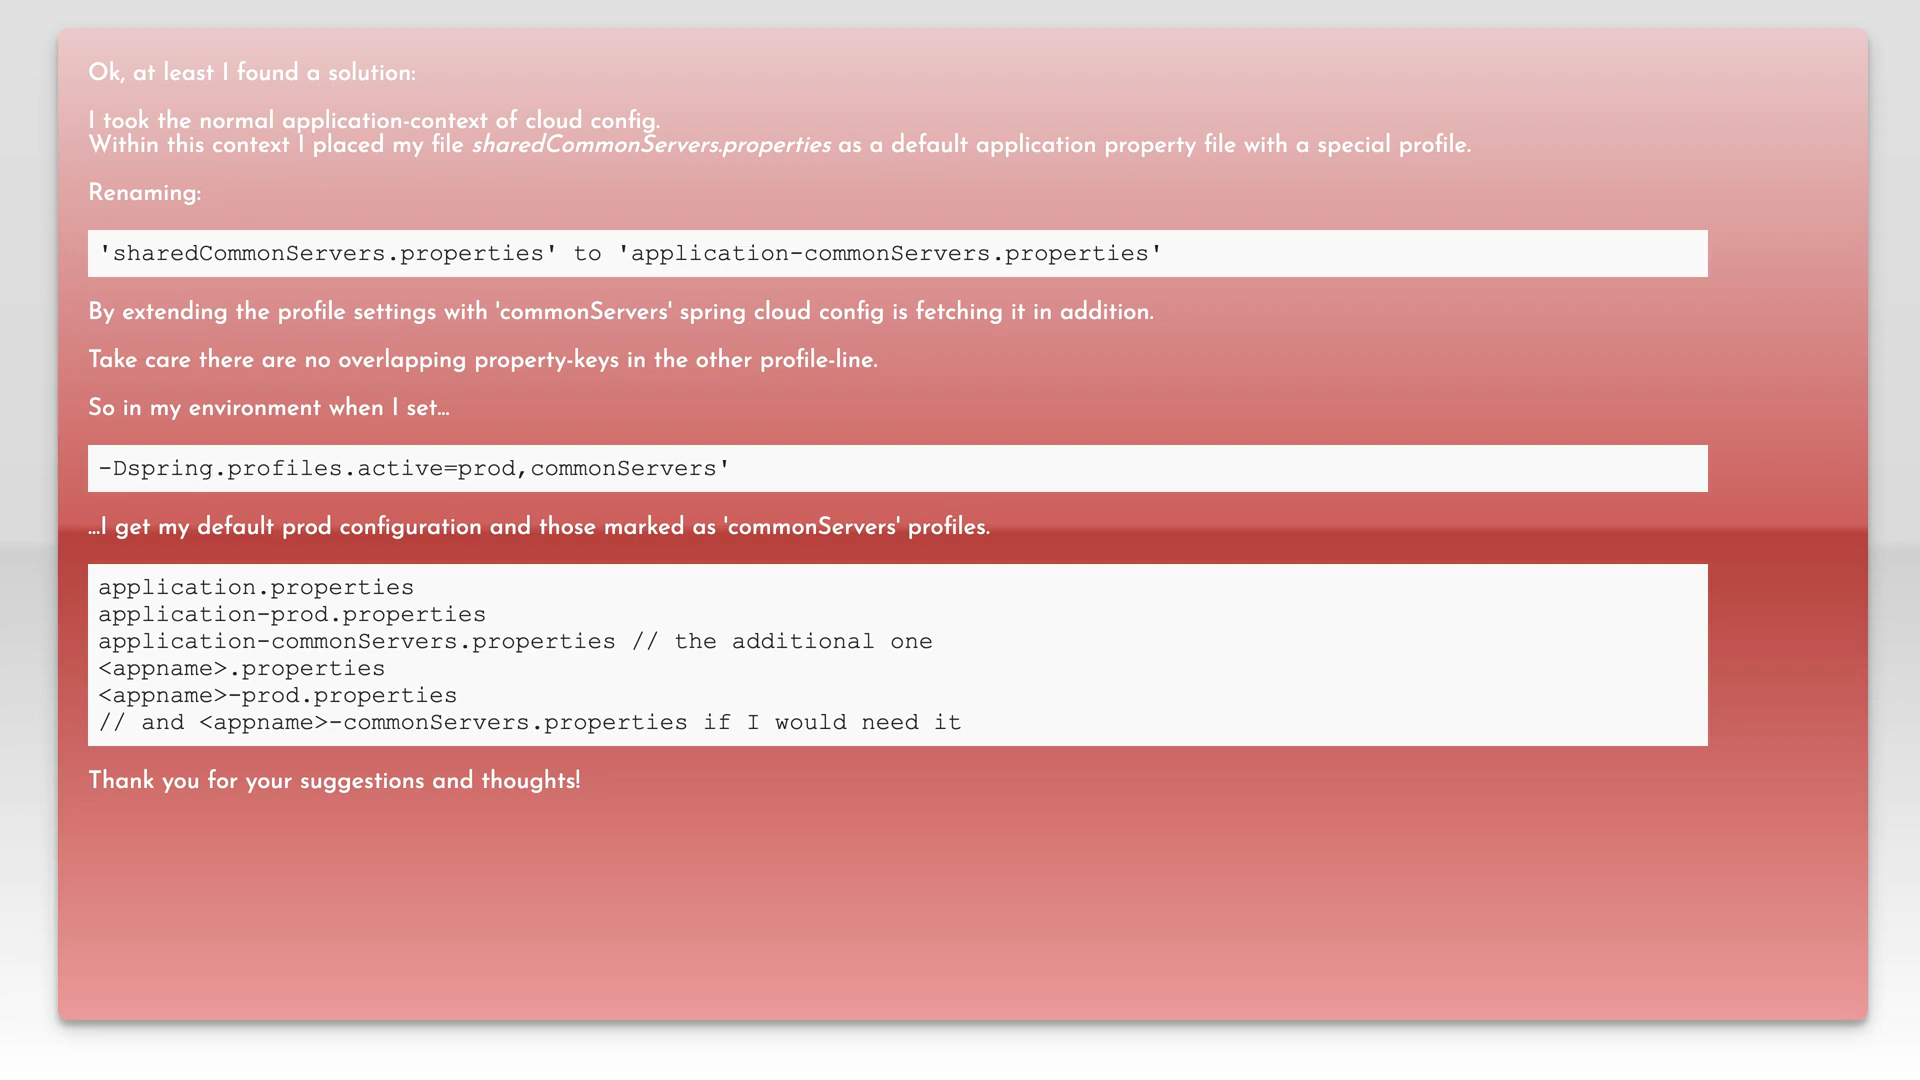 Ok, at least I found a solution:
I took the normal application-context of cloud config.
Within this context I placed my file sharedCommonServers.properties as a default application property file with a special profile.
Renaming:
'sharedCommonServers.properties' to 'application-commonServers.properties'
By extending the profile settings with 'commonServers' spring cloud config is fetching it in addition.
Take care there are no overlapping property-keys in the other profile-line.
So in my environment when I set...
-Dspring.profiles.active=prod,commonServers'
...I get my default prod configuration and those marked as 'commonServers' profiles.
application.properties
application-prod.properties
application-commonServers.properties // the additional one
<appname>.properties
<appname>-prod.properties
// and <appname>-commonServers.properties if I would need it
Thank you for your suggestions and thoughts!